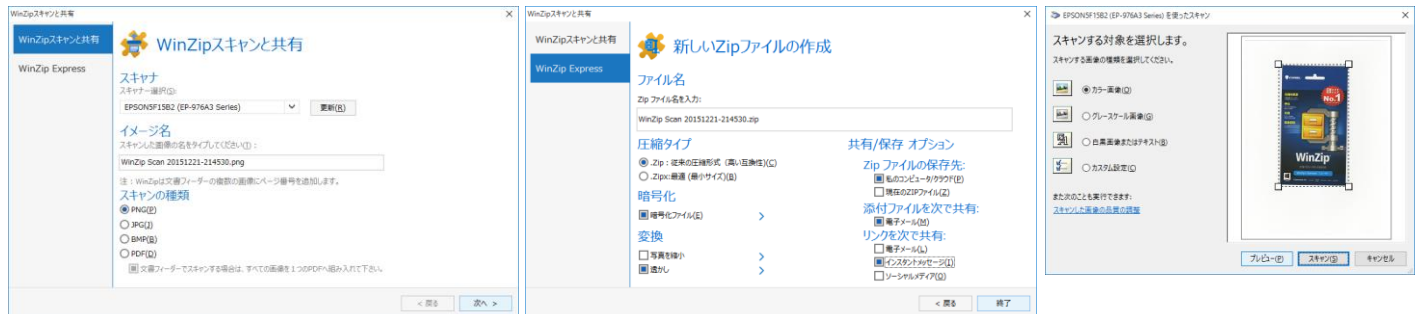 WinZipスキャンと共有
WinZipスキャンと共有
WinZip Express
WinZipスキャンと共有
スキャナ
スキャナー選択(S):
EPSON5F15B2 (EP-976A3 Series)
更新(R)
イメージ名
スキャンした画像の名をタイプしてください(I) :
WinZip Scan 20151221-214530.png
注 : WinZipは文書フィーダーの複数の画像にページ番号を追加します。
スキャンの種類
PNG(P)
JPG(J)
BMP(B)
PDF(D)
文書フィーダーでスキャンする場合は、すべての画像を 1 つのPDFへ組み入れて下さい。
< 戻る
次へ >
WinZipスキャンと共有
WinZipスキャンと共有
WinZip Express
新しいZipファイルの作成
ファイル名
Zip ファイル名を入力:
WinZip Scan 20151221-214530.zip
圧縮タイプ
.Zip : 従来の圧縮形式 (高い互換性)(C)
.Zipx:最適 (最小サイズ)(B)
暗号化
暗号化ファイル(E)
変換
写真を縮小
透かし
共有/保存 オプション
Zip ファイルの保存先:
私のコンピュータ/クラウド(P)
現在のZIPファイル(Z)
添付ファイルを次で共有:
電子メール(M)
リンクを次で共有:
電子メール(L)
インスタントメッセージ(I)
ソーシャルメディア(O)
< 戻る
終了
EPSON5F15B2 (EP-976A3 Series) を使ったスキャン
スキャンする対象を選択します。
スキャンする画像の種類を選択してください。
カラー画像(O)
グレースケール画像(G)
白黒画像またはテキスト(B)
カスタム設定(C)
また次のことも実行できます:
スキャンした画像の品質の調整
No.1
WinZip
プレビュー(P)
スキャン(S)
キャンセル